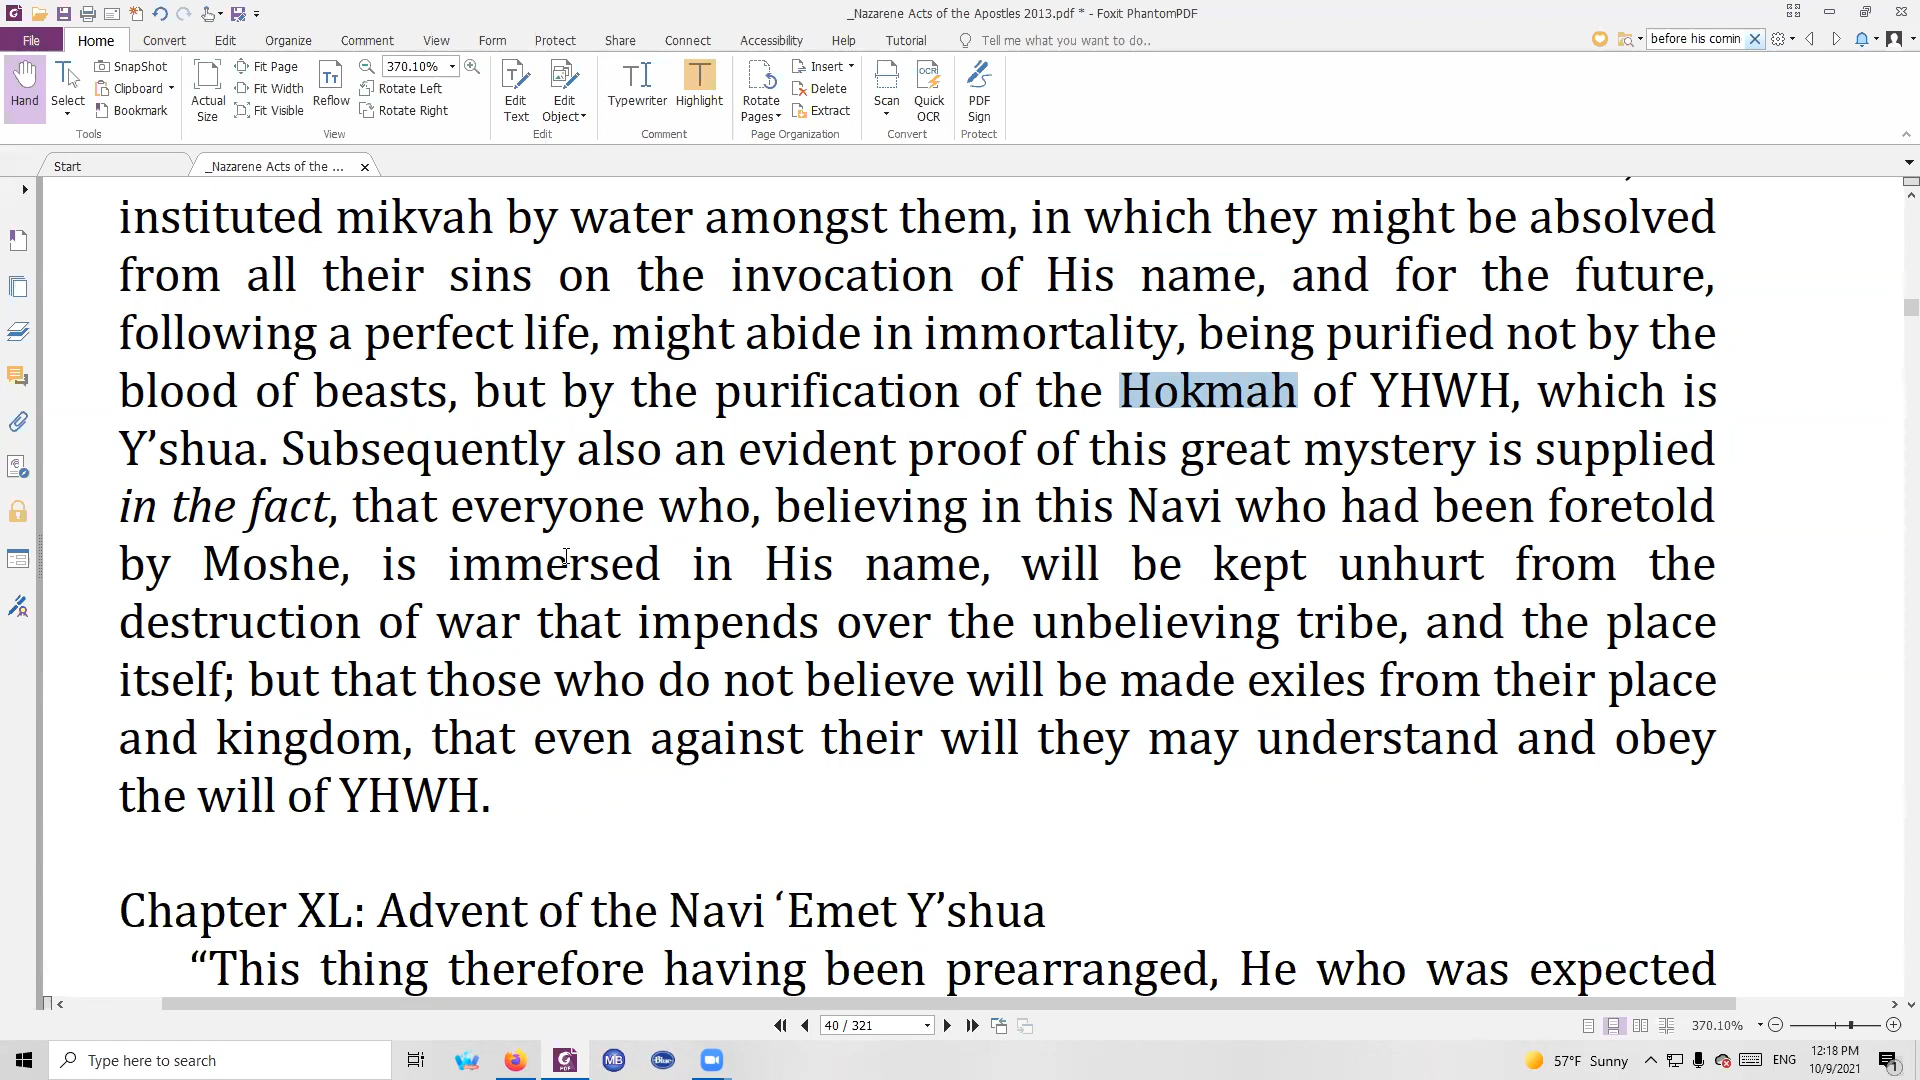 _Nazarene Acts of the Apostles 2013.pdf * - Foxit PhantomPDF
File Home Convert Edit Organize Comment View Form Protect Share Connect Accessibility Help Tutorial Tell me what you want to do.. before his comin
Hand Select SnapShot Clipboard Bookmark
Tools
Actual Size Fit Page Fit Width Fit Visible Reflow 370.10% Rotate Left Rotate Right
View
Edit Text Edit Object
Edit
Typewriter Highlight
Comment
Rotate Pages Insert Delete Extract
Page Organization
Scan Quick OCR
Convert
PDF Sign
Protect
Start _Nazarene Acts of the ...
instituted mikvah by water amongst them, in which they might be absolved
from all their sins on the invocation of His name, and for the future,
following a perfect life, might abide in immortality, being purified not by the
blood of beasts, but by the purification of the Hokmah of YHWH, which is
Y’shua. Subsequently also an evident proof of this great mystery is supplied
in the fact, that everyone who, believing in this Navi who had been foretold
by Moshe, is immersed in His name, will be kept unhurt from the
destruction of war that impends over the unbelieving tribe, and the place
itself; but that those who do not believe will be made exiles from their place
and kingdom, that even against their will they may understand and obey
the will of YHWH.
Chapter XL: Advent of the Navi ‘Emet Y’shua
“This thing therefore having been prearranged, He who was expected
40 / 321 370.10%
Type here to search MB Blue 57°F Sunny ENG 12:18 PM
10/9/2021